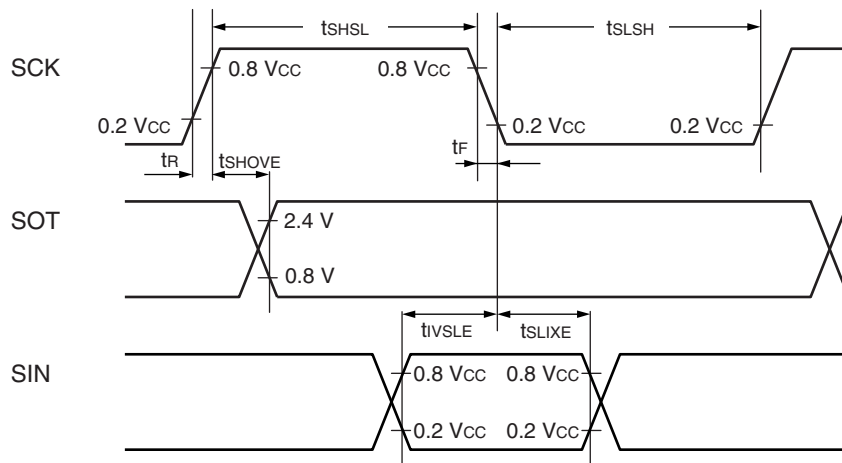 tSHSL tSLSH
SCK
0.8 VCC 0.8 VCC
0.2 VCC 0.2 VCC 0.2 VCC
tR tSHOVE tF
SOT
2.4 V
0.8 V
tIVSLE tSLIXE
SIN
0.8 VCC 0.8 VCC
0.2 VCC 0.2 VCC